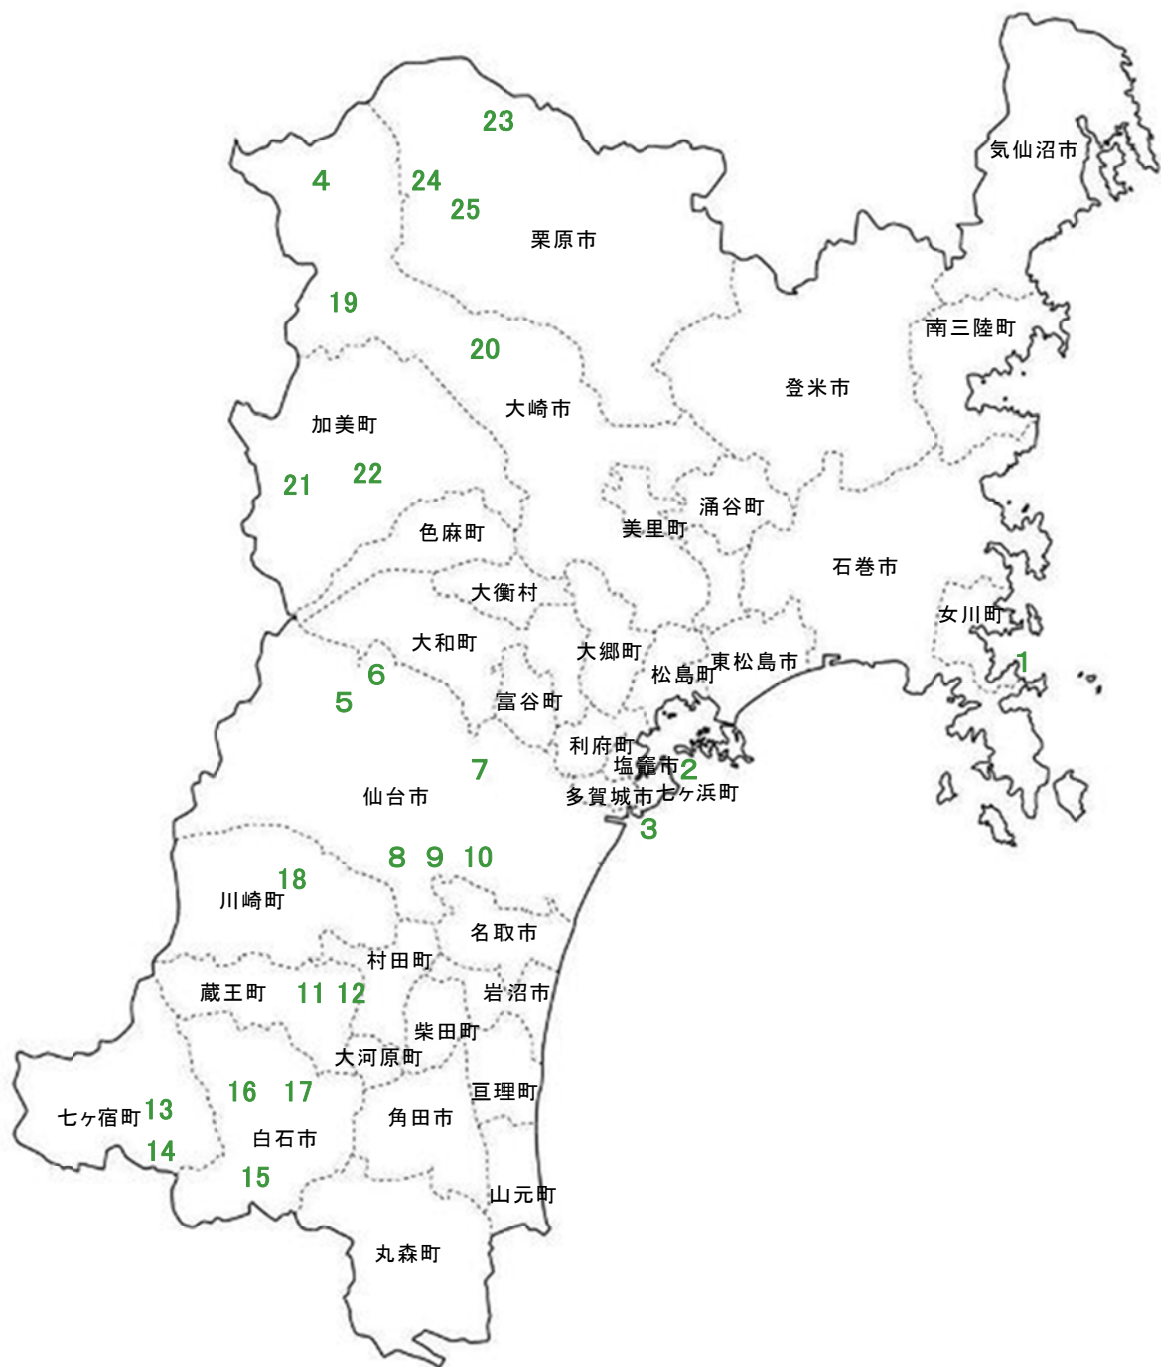 23
気仙沼市
4
24
25
栗原市
19
南三陸町
20
登米市
大崎市
加美町
22
21
涌谷町
色麻町
美里町
石巻市
大衡村
女川町
大和町
大郷町
東松島市
1
松島町
6
5
富谷町
利府町
塩竈市
2
7
仙台市
多賀城市
七ヶ浜町
3
8
9
10
18
川崎町
名取市
村田町
蔵王町
11
12
岩沼市
柴田町
大河原町
16
17
亘理町
七ヶ宿町
13
角田市
白石市
14
15
山元町
丸森町